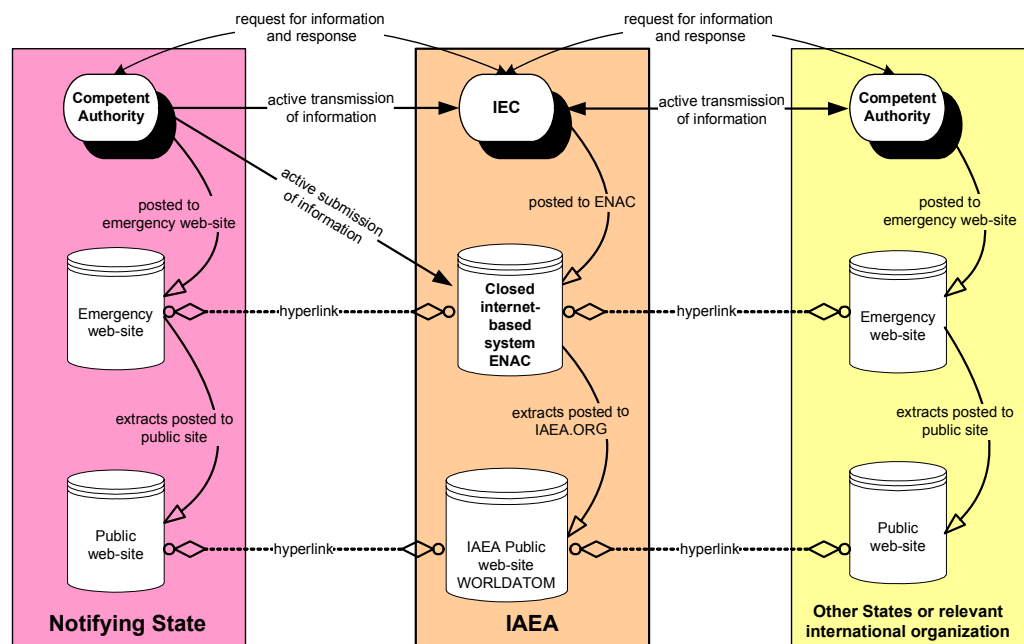 request for information
and response
request for information
and response
Competent
Authority
active transmission
of information
IEC
active transmission
of information
Competent
Authority
active submission
of information
posted to
emergency web-site
posted to ENAC
posted to
emergency web-site
Emergency
web-site
hyperlink
Closed
internet-
based
system
ENAC
hyperlink
Emergency
web-site
extracts posted to
public site
extracts posted to
IAEA.ORG
extracts posted to
public site
Public
web-site
hyperlink
IAEA Public
web-site
WORLDATOM
hyperlink
Public
web-site
Notifying State
IAEA
Other States or relevant
international organization